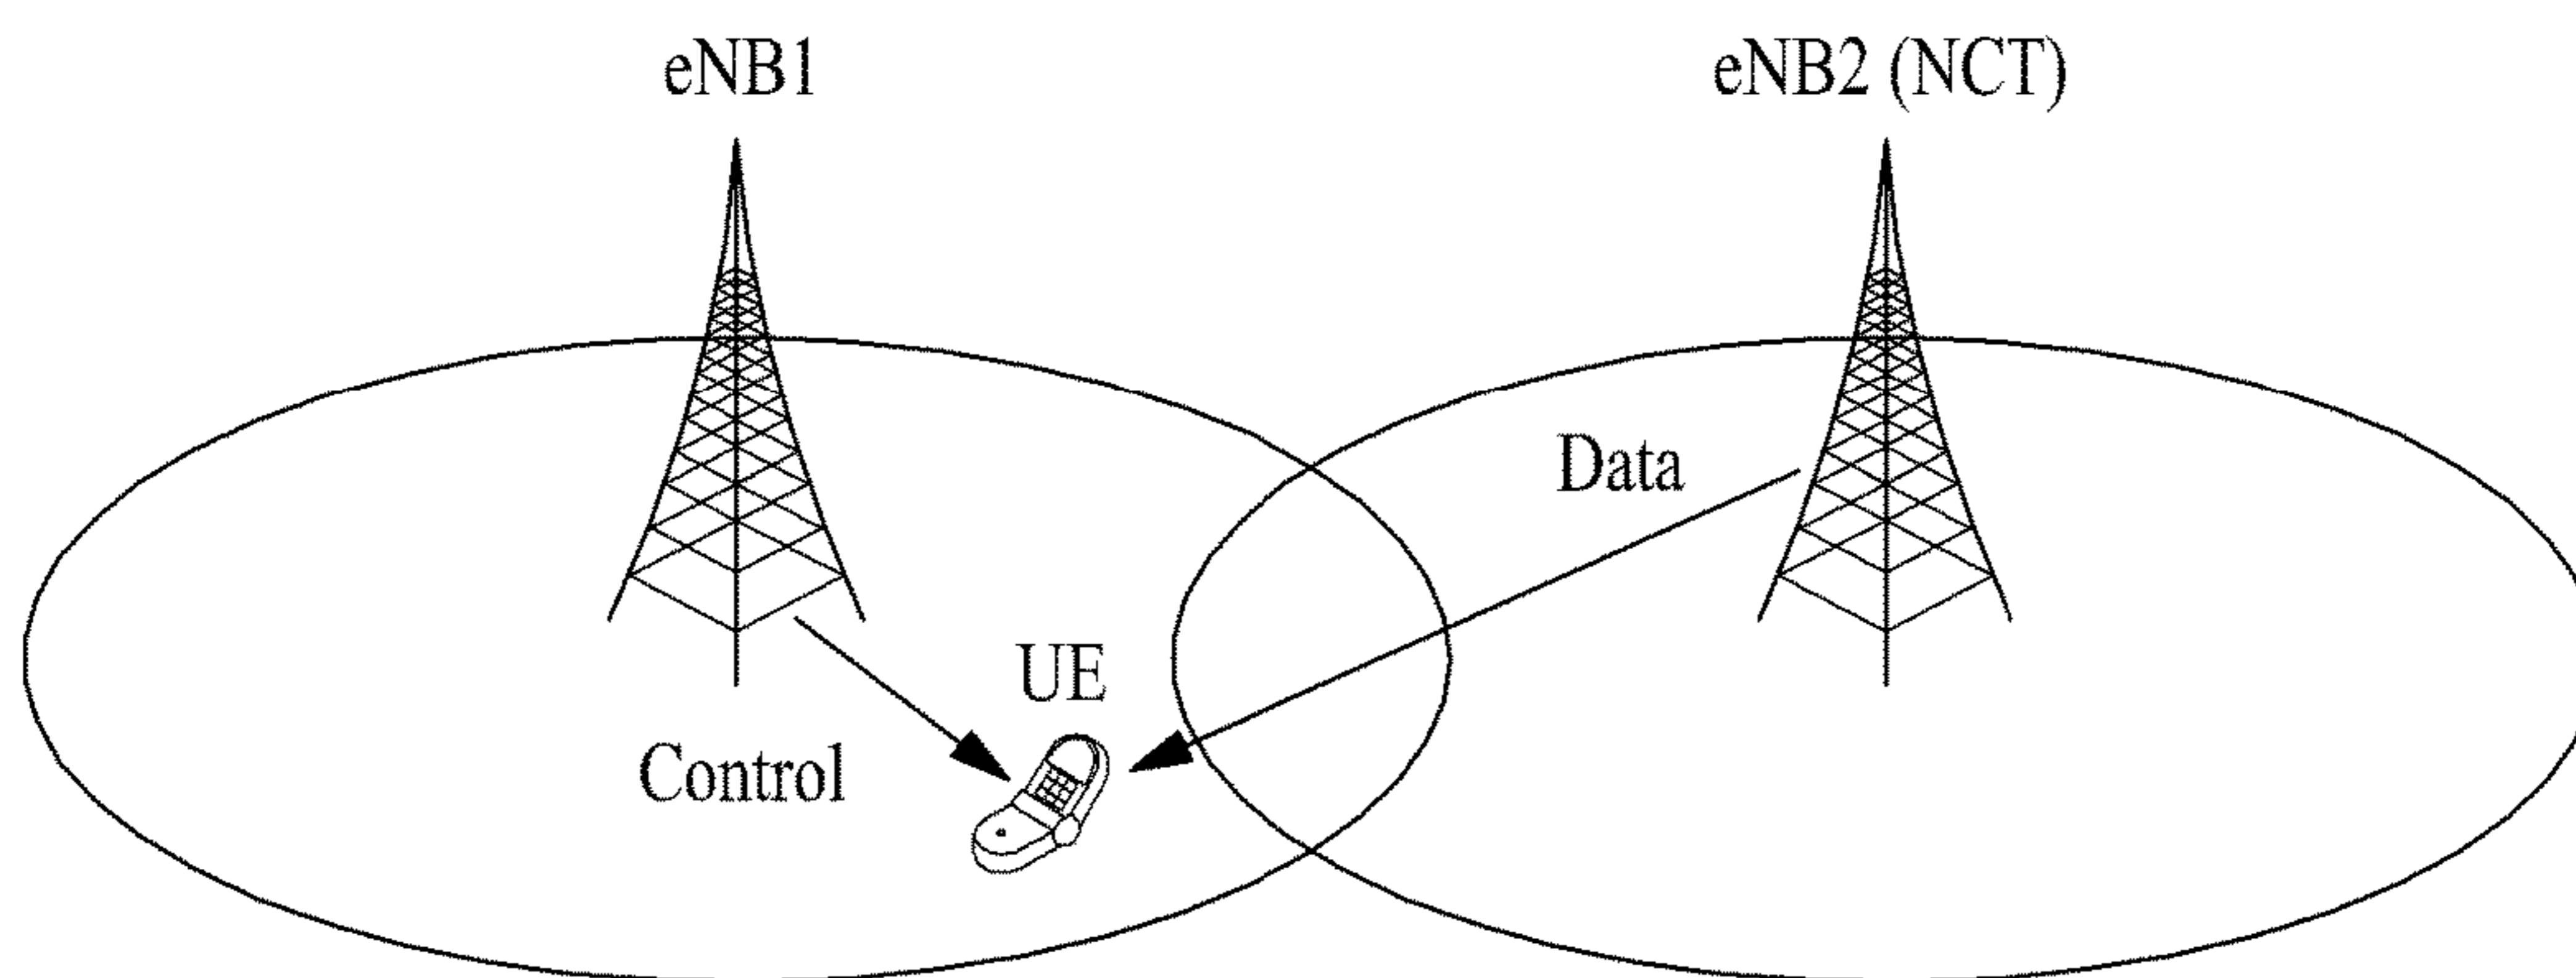 eNB1
eNB2 (NCT)
Data
UE
Control